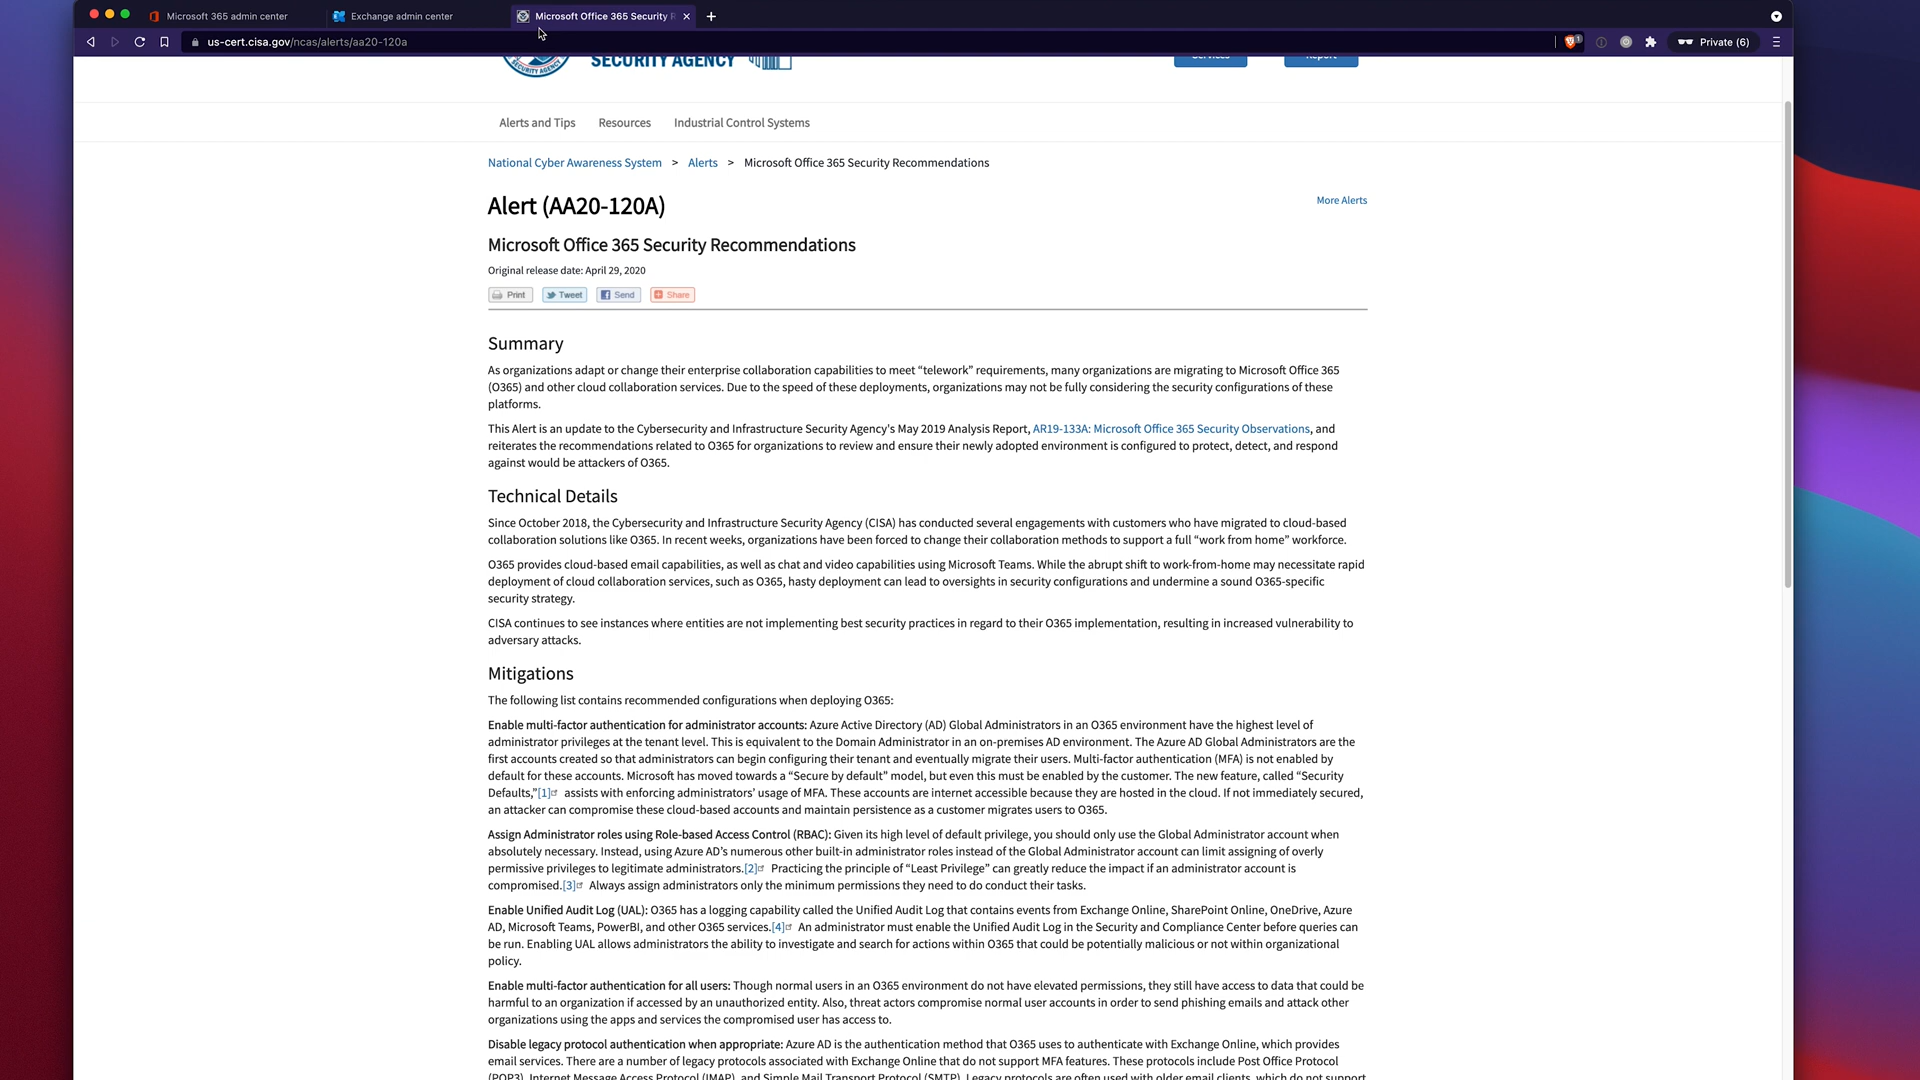 Microsoft 365 admin center
Exchange admin center
Microsoft Office 365 Security R
us-cert.cisa.gov/ncas/alerts/aa20-120a
Private (6)
SECURITY AGENCY
SECURITY AGENCY
Services
Report
Alerts and Tips
Resources
Industrial Control Systems
National Cyber Awareness System > Alerts > Microsoft Office 365 Security Recommendations
Alert (AA20-120A)
More Alerts
Microsoft Office 365 Security Recommendations
Original release date: April 29, 2020
Print
Tweet
Send
Share
Summary
As organizations adapt or change their enterprise collaboration capabilities to meet “telework” requirements, many organizations are migrating to Microsoft Office 365
(O365) and other cloud collaboration services. Due to the speed of these deployments, organizations may not be fully considering the security configurations of these
platforms.
This Alert is an update to the Cybersecurity and Infrastructure Security Agency's May 2019 Analysis Report, AR19-133A: Microsoft Office 365 Security Observations, and
reiterates the recommendations related to O365 for organizations to review and ensure their newly adopted environment is configured to protect, detect, and respond
against would be attackers of O365.
Technical Details
Since October 2018, the Cybersecurity and Infrastructure Security Agency (CISA) has conducted several engagements with customers who have migrated to cloud-based
collaboration solutions like O365. In recent weeks, organizations have been forced to change their collaboration methods to support a full “work from home” workforce.
O365 provides cloud-based email capabilities, as well as chat and video capabilities using Microsoft Teams. While the abrupt shift to work-from-home may necessitate rapid
deployment of cloud collaboration services, such as O365, hasty deployment can lead to oversights in security configurations and undermine a sound O365-specific
security strategy.
CISA continues to see instances where entities are not implementing best security practices in regard to their O365 implementation, resulting in increased vulnerability to
adversary attacks.
Mitigations
The following list contains recommended configurations when deploying O365:
Enable multi-factor authentication for administrator accounts: Azure Active Directory (AD) Global Administrators in an O365 environment have the highest level of
administrator privileges at the tenant level. This is equivalent to the Domain Administrator in an on-premises AD environment. The Azure AD Global Administrators are the
first accounts created so that administrators can begin configuring their tenant and eventually migrate their users. Multi-factor authentication (MFA) is not enabled by
default for these accounts. Microsoft has moved towards a “Secure by default” model, but even this must be enabled by the customer. The new feature, called “Security
Defaults,”[1] assists with enforcing administrators' usage of MFA. These accounts are internet accessible because they are hosted in the cloud. If not immediately secured,
an attacker can compromise these cloud-based accounts and maintain persistence as a customer migrates users to O365.
Assign Administrator roles using Role-based Access Control (RBAC): Given its high level of default privilege, you should only use the Global Administrator account when
absolutely necessary. Instead, using Azure AD's numerous other built-in administrator roles instead of the Global Administrator account can limit assigning of overly
permissive privileges to legitimate administrators.[2] Practicing the principle of “Least Privilege” can greatly reduce the impact if an administrator account is
compromised.[3] Always assign administrators only the minimum permissions they need to do conduct their tasks.
Enable Unified Audit Log (UAL): O365 has a logging capability called the Unified Audit Log that contains events from Exchange Online, SharePoint Online, OneDrive, Azure
AD, Microsoft Teams, PowerBI, and other O365 services.[4] An administrator must enable the Unified Audit Log in the Security and Compliance Center before queries can
be run. Enabling UAL allows administrators the ability to investigate and search for actions within O365 that could be potentially malicious or not within organizational
policy.
Enable multi-factor authentication for all users: Though normal users in an O365 environment do not have elevated permissions, they still have access to data that could be
harmful to an organization if accessed by an unauthorized entity. Also, threat actors compromise normal user accounts in order to send phishing emails and attack other
organizations using the apps and services the compromised user has access to.
Disable legacy protocol authentication when appropriate: Azure AD is the authentication method that O365 uses to authenticate with Exchange Online, which provides
email services. There are a number of legacy protocols associated with Exchange Online that do not support MFA features. These protocols include Post Office Protocol
(POP3), Internet Message Access Protocol (IMAP), and Simple Mail Transport Protocol (SMTP). Legacy protocols are often used with older email clients, which do not support